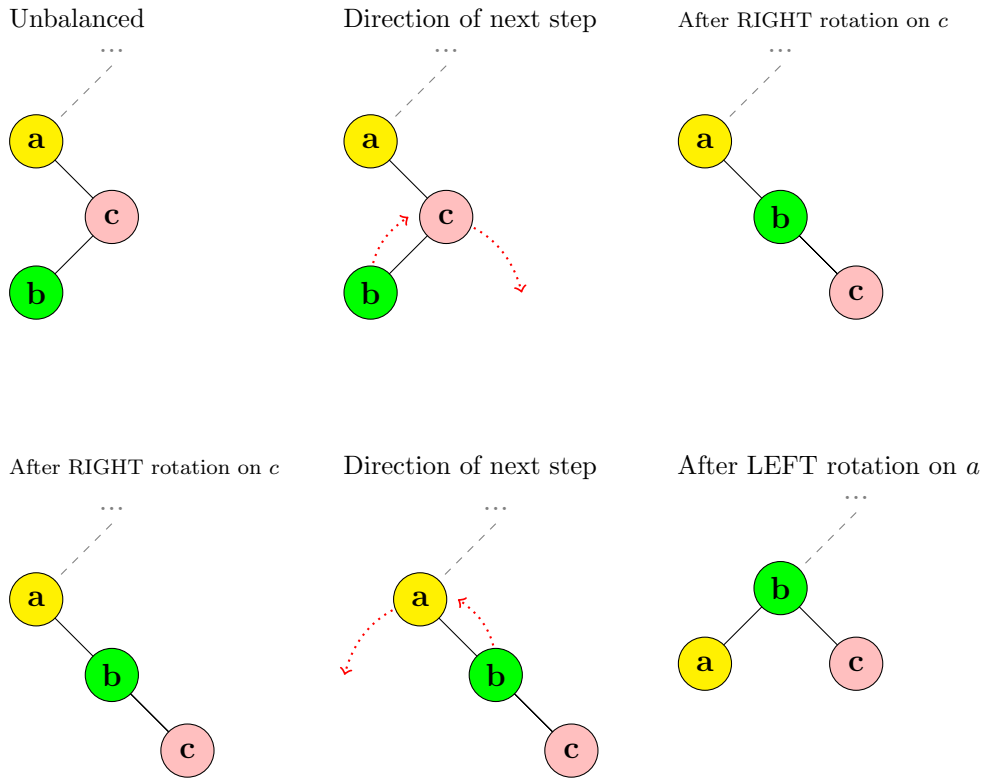 Unbalanced
Direction of next step
After RIGHT rotation on c
...
...
...
a
a
a
c
c
b
b
b
c
After RIGHT rotation on c
Direction of next step
After LEFT rotation on a
...
...
...
a
a
b
b
b
a
c
c
c